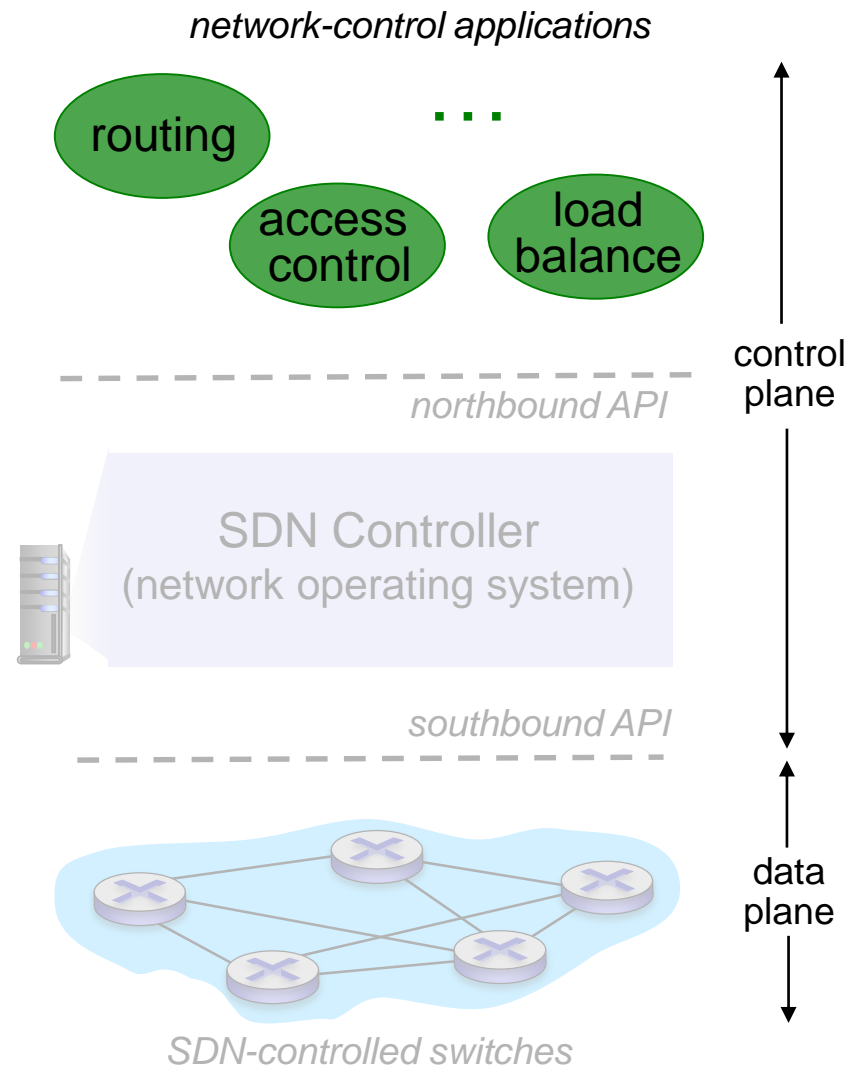 network-control applications
routing
...
access
control
load
balance
control
plane
northbound API
SDN Controller
(network operating system)
southbound API
data
plane
SDN-controlled switches